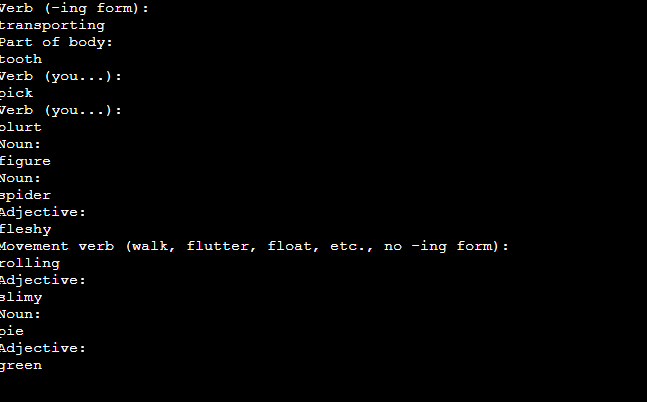 Verb (-ing form):
transporting
Part of body:
tooth
Verb (you...):
pick
Verb (you...):
blurt
Noun:
figure
Noun:
spider
Adjective:
fleshy
Movement verb (walk, flutter, float, etc., no -ing form):
rolling
Adjective:
slimy
Noun:
pie
Adjective:
green